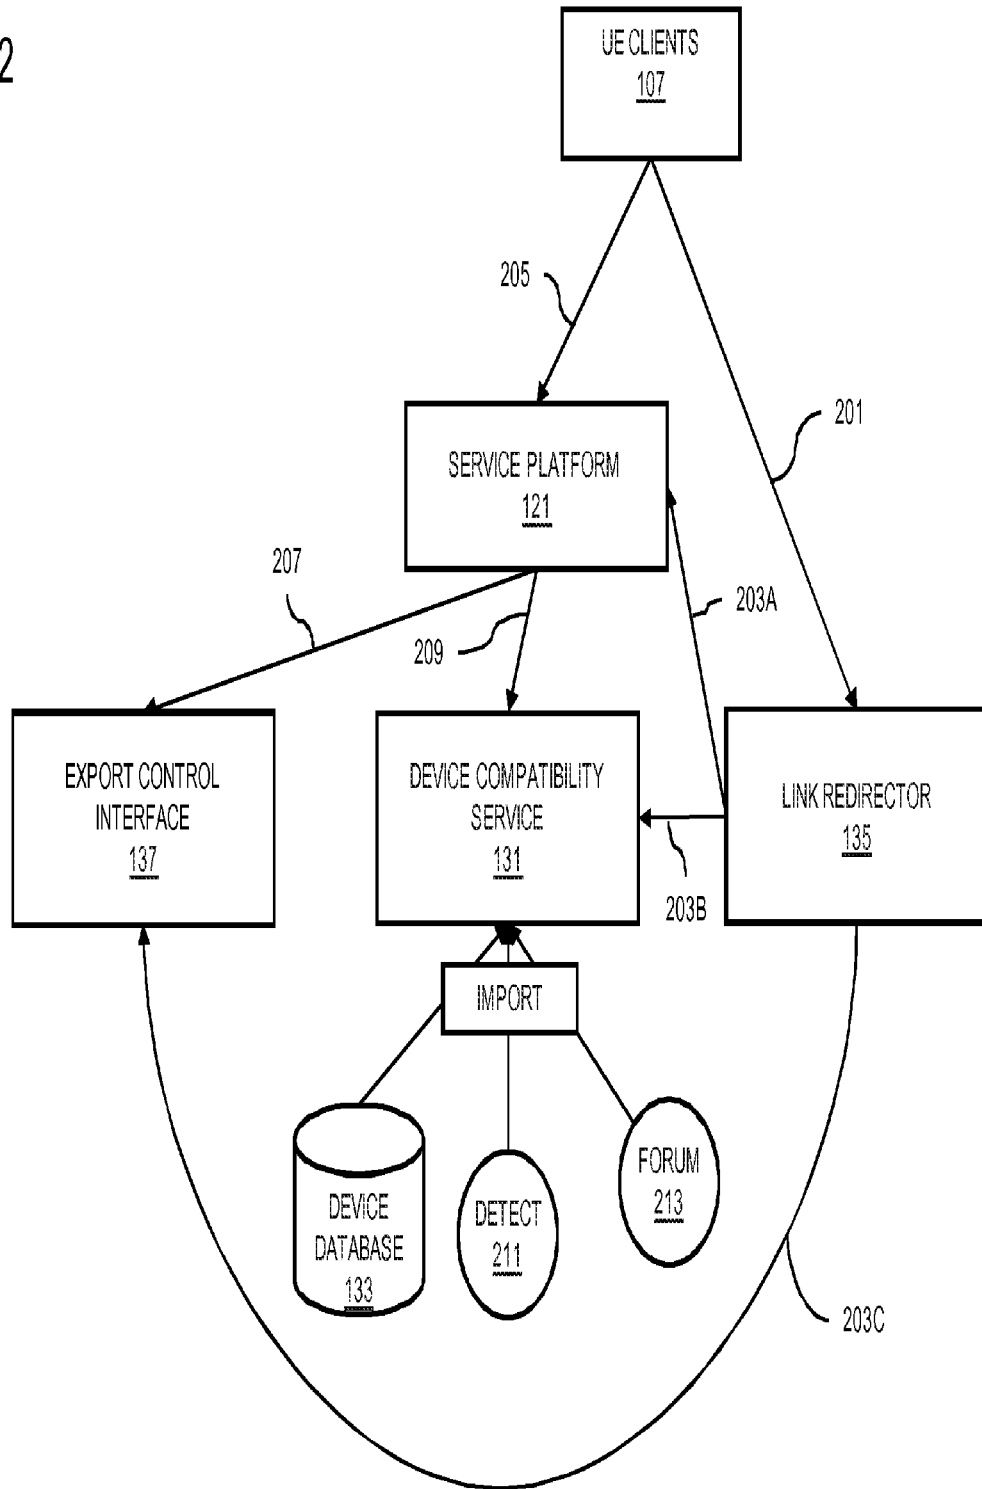 2
UE CLIENTS
107
205
201
SERVICE PLATFORM
121
207
209
203A
EXPORT CONTROL
INTERFACE
137
DEVICE COMPATIBILITY
SERVICE
131
LINK REDIRECTOR
135
203B
IMPORT
DEVICE
DATABASE
133
DETECT
211
FORUM
213
203C